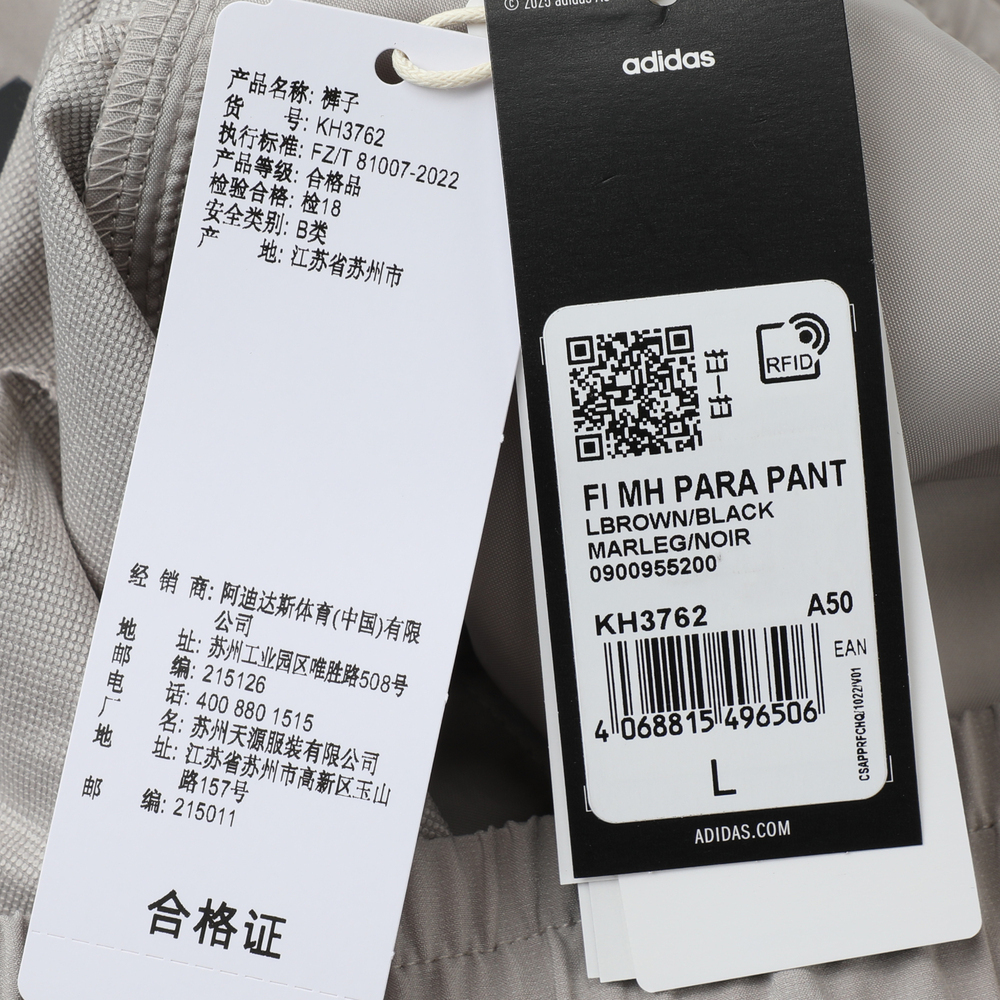 产品名称: 裤子
货 号: KH3762
执行标准: FZ/T 81007-2022
产品等级: 合格品
检验合格: 检18
安全类别: B类
产 地: 江苏省苏州市
经 销 商: 阿迪达斯体育(中国)有限
公司
地 址: 苏州工业园区唯胜路508号
邮 编: 215126
电 话: 400 880 1515
厂 名: 苏州天源服装有限公司
地 址: 江苏省苏州市高新区玉山
路157号
邮 编: 215011
合格证
© 2025 adidas
adidas
扫一扫
RFID
FI MH PARA PANT
LBROWN/BLACK
MARLEG/NOIR
0900955200
KH3762 A50
EAN
4 068815 496506
CSAPPRFCHQ/1022/V01
L
ADIDAS.COM